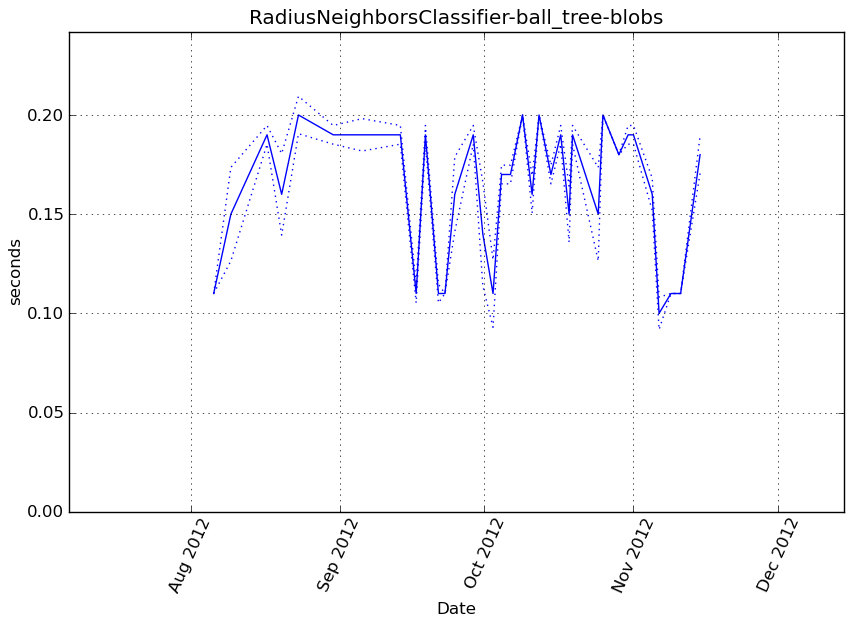 RadiusNeighborsClassifier-ball_tree-blobs
0.20
0.15
seconds
0.10
0.05
0.00
Aug 2012
Sep 2012
Oct 2012
Nov 2012
Dec 2012
Date